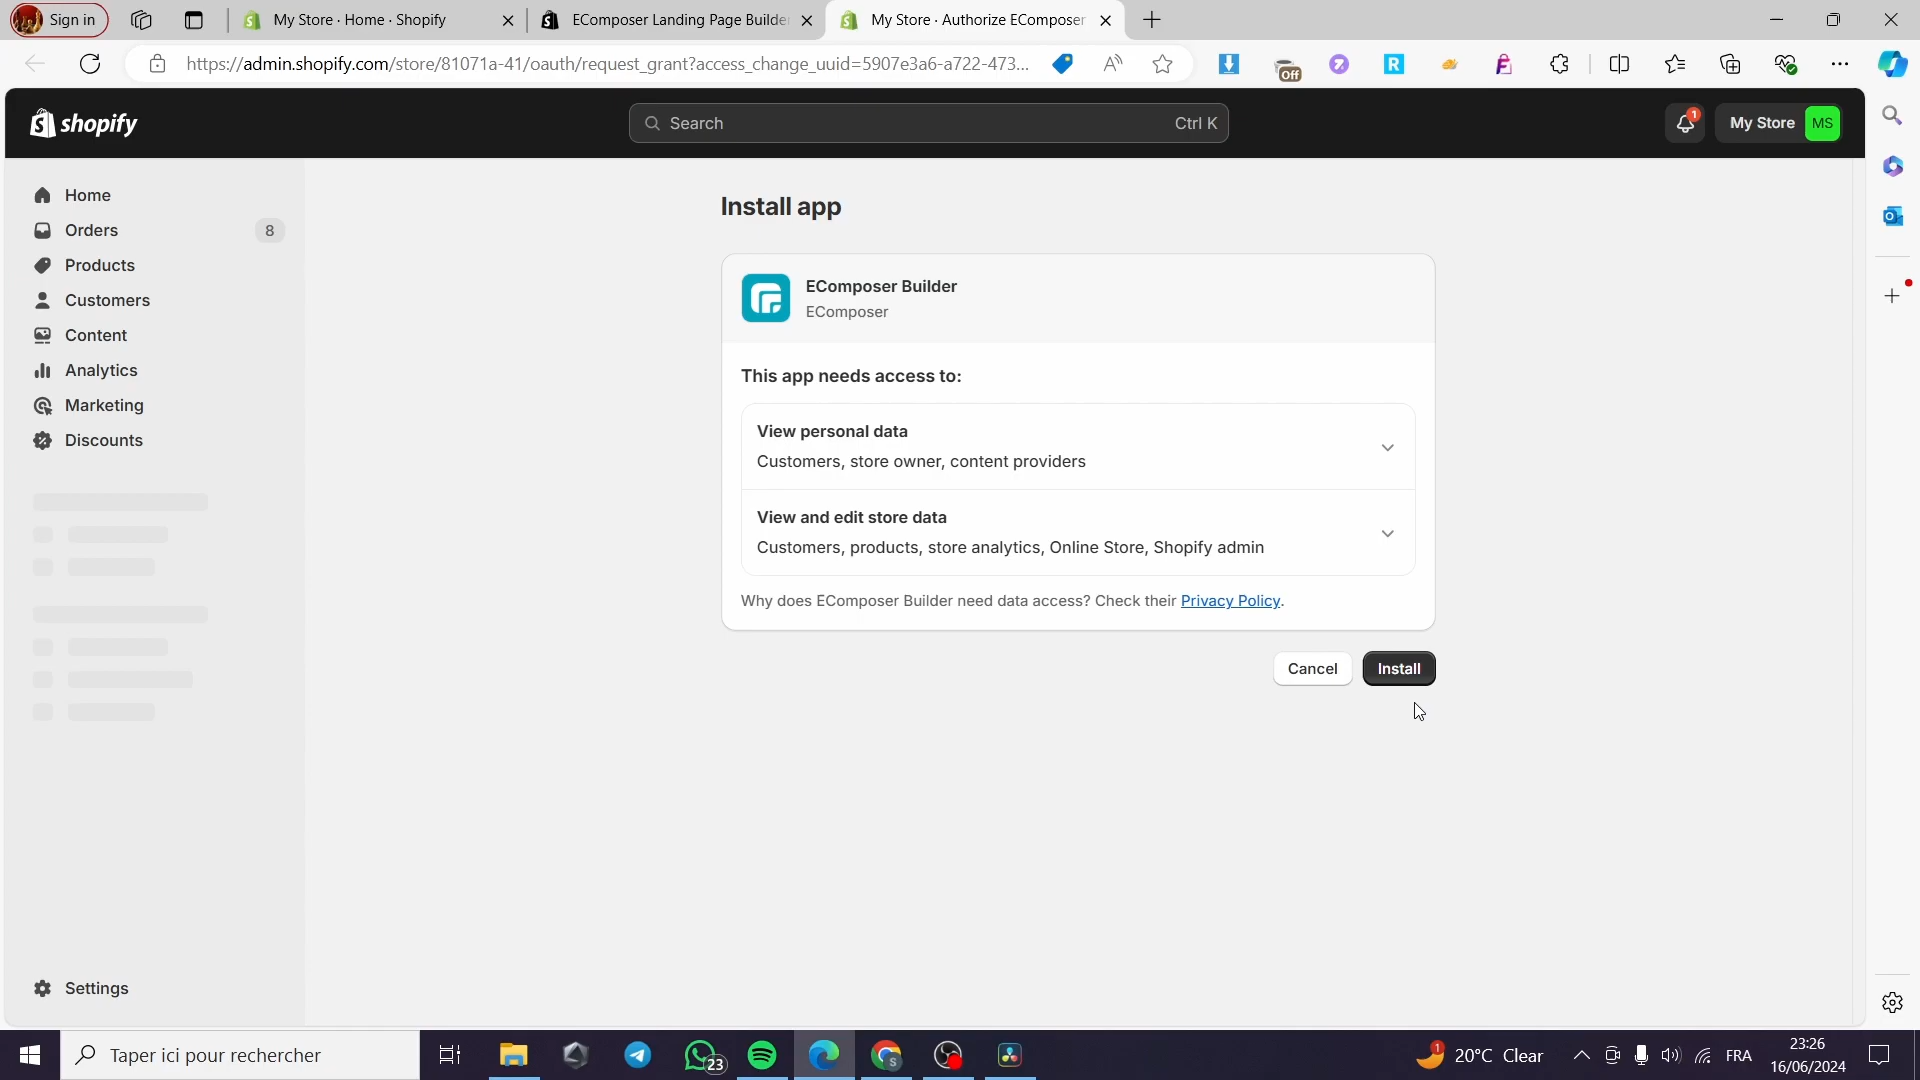 Sign in
My Store · Home · Shopify
EComposer Landing Page Builde
My Store · Authorize EComposer
https://admin.shopify.com/store/81071a-41/oauth/request_grant?access_change_uuid=5907e3a6-a722-473...
Off
shopify
Search
Ctrl K
1
My Store
MS
Home
Orders
8
Products
Customers
Content
Analytics
Marketing
Discounts
Settings
Install app
EComposer Builder
EComposer
This app needs access to:
View personal data
Customers, store owner, content providers
View and edit store data
Customers, products, store analytics, Online Store, Shopify admin
Why does EComposer Builder need data access? Check their Privacy Policy.
Cancel
Install
Taper ici pour rechercher
23
1
20°C Clear
FRA
23:26
16/06/2024